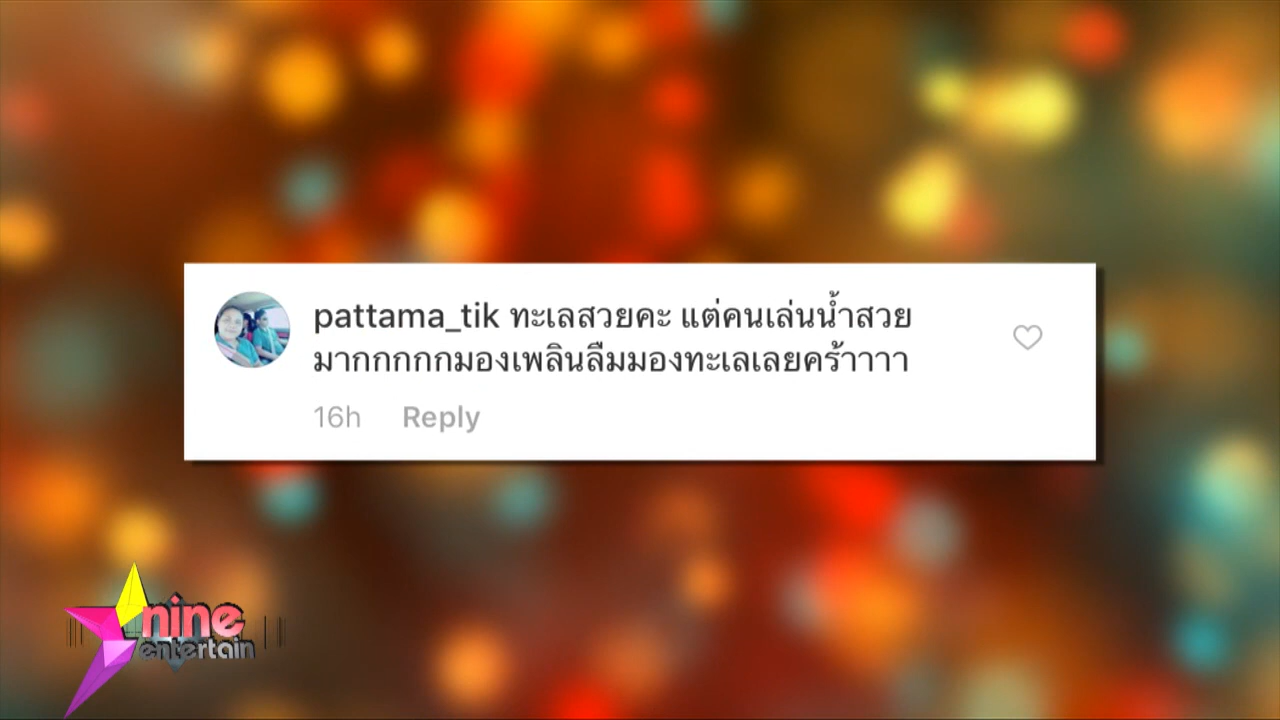 pattama_tik ทะเลสวยคะ แต่คนเล่นน้ำสวย
มากกกกกมองเพลินลืมมองทะเลเลยคร้าาาา
16h Reply
nine
entertain